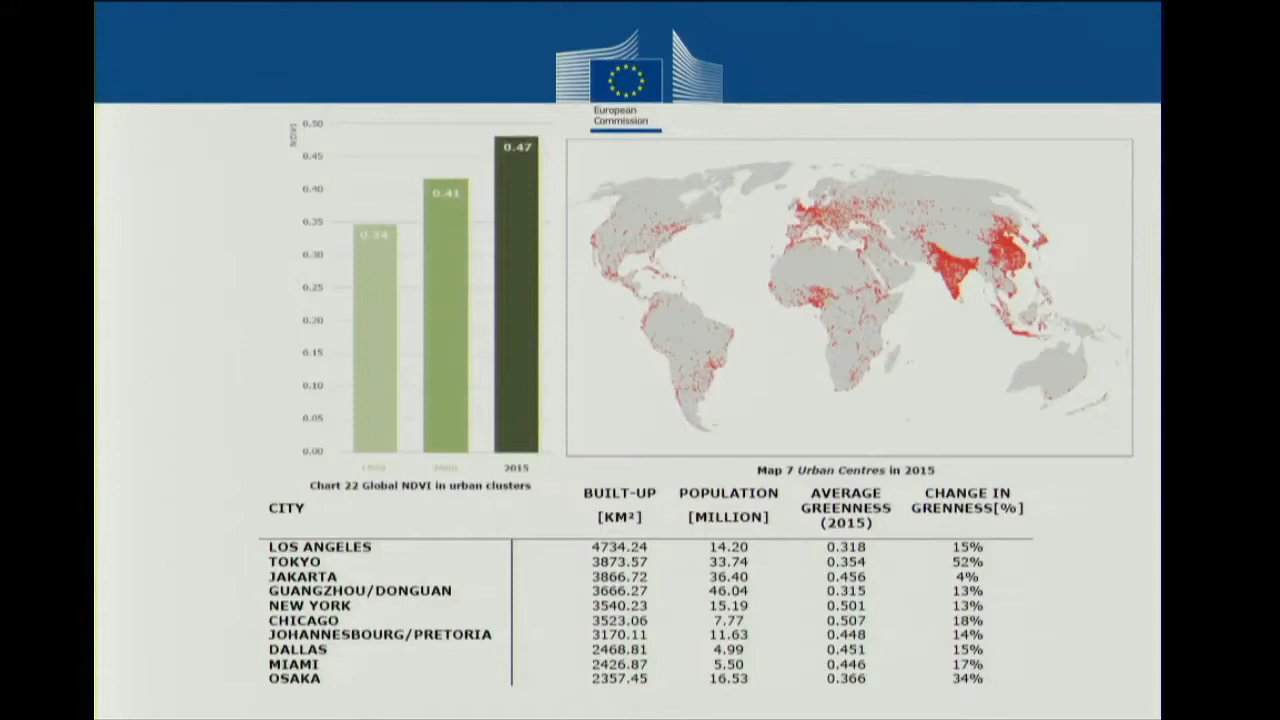 European
Commission
NDVI
0.50
0.45
0.40
0.35
0.30
0.25
0.20
0.15
0.10
0.05
0.00
0.34
0.41
0.47
1990
2000
2015
Chart 22 Global NDVI in urban clusters
Map 7 Urban Centres in 2015
CITY BUILT-UP [KM²] POPULATION [MILLION] AVERAGE GREENNESS (2015) CHANGE IN GRENNESS[%]
LOS ANGELES 4734.24 14.20 0.318 15%
TOKYO 3873.57 33.74 0.354 52%
JAKARTA 3866.72 36.40 0.456 4%
GUANGZHOU/DONGUAN 3666.27 46.04 0.315 13%
NEW YORK 3540.23 15.19 0.501 13%
CHICAGO 3523.06 7.77 0.507 18%
JOHANNESBOURG/PRETORIA 3170.11 11.63 0.448 14%
DALLAS 2468.81 4.99 0.451 15%
MIAMI 2426.87 5.50 0.446 17%
OSAKA 2357.45 16.53 0.366 34%